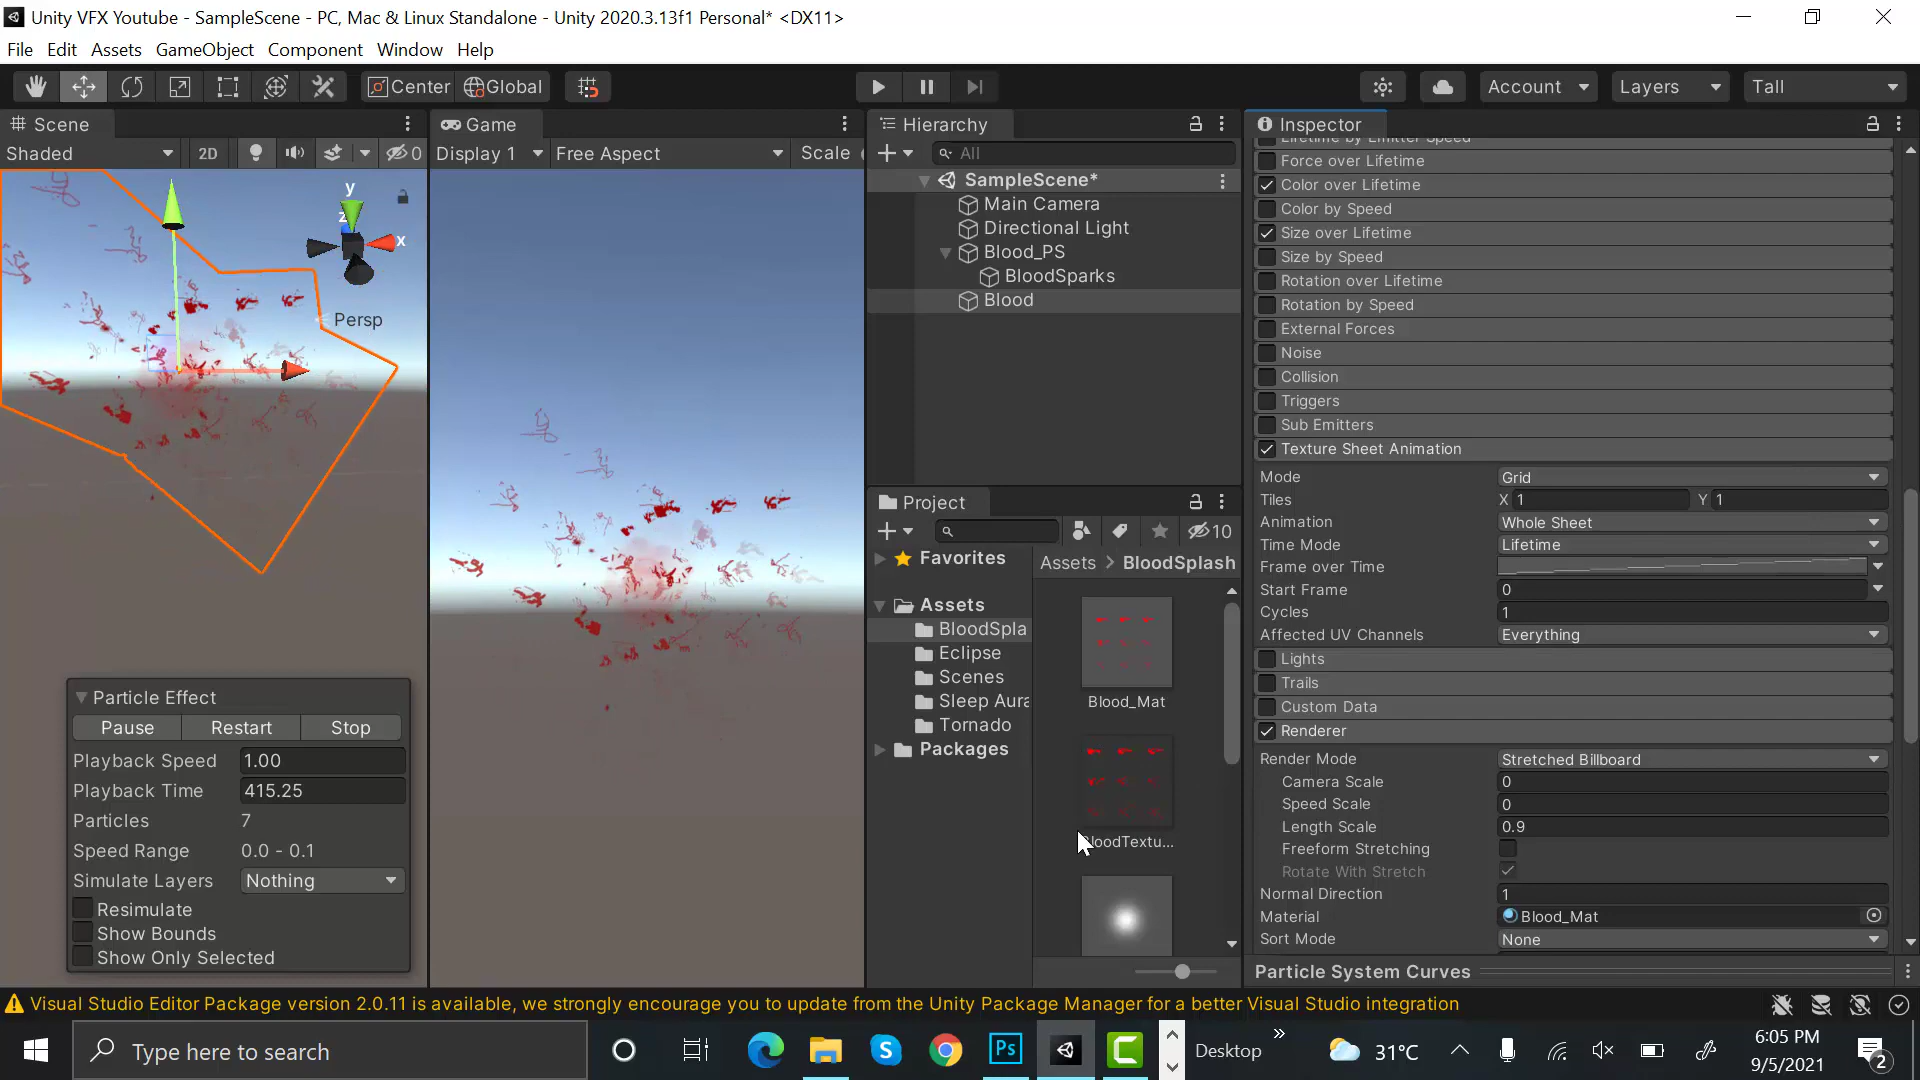 Unity VFX Youtube - SampleScene - PC, Mac & Linux Standalone - Unity 2020.3.13f1 Personal* <DX11>
File Edit Assets GameObject Component Window Help
Center Global Account Layers Tall
Scene
Shaded 2D 0
y
z
x
Persp
Particle Effect
Pause Restart Stop
Playback Speed 1.00
Playback Time 415.25
Particles 7
Speed Range 0.0 - 0.1
Simulate Layers Nothing
Resimulate
Show Bounds
Show Only Selected
Game
Display 1 Free Aspect Scale
Hierarchy
All
SampleScene*
Main Camera
Directional Light
Blood_PS
BloodSparks
Blood
Project
10
Favorites
Assets
BloodSpla
Eclipse
Scenes
Sleep Aura
Tornado
Packages
Assets > BloodSplash
Blood_Mat
loodTextu...
Inspector
Lifetime by Emitter Speed
Force over Lifetime
Color over Lifetime
Color by Speed
Size over Lifetime
Size by Speed
Rotation over Lifetime
Rotation by Speed
External Forces
Noise
Collision
Triggers
Sub Emitters
Texture Sheet Animation
Mode Grid
Tiles X 1 Y 1
Animation Whole Sheet
Time Mode Lifetime
Frame over Time
Start Frame 0
Cycles 1
Affected UV Channels Everything
Lights
Trails
Custom Data
Renderer
Render Mode Stretched Billboard
Camera Scale 0
Speed Scale 0
Length Scale 0.9
Freeform Stretching
Rotate With Stretch
Normal Direction 1
Material Blood_Mat
Sort Mode None
Particle System Curves
Visual Studio Editor Package version 2.0.11 is available, we strongly encourage you to update from the Unity Package Manager for a better Visual Studio integration
Type here to search
Ps
Desktop
31°C
6:05 PM
9/5/2021
2